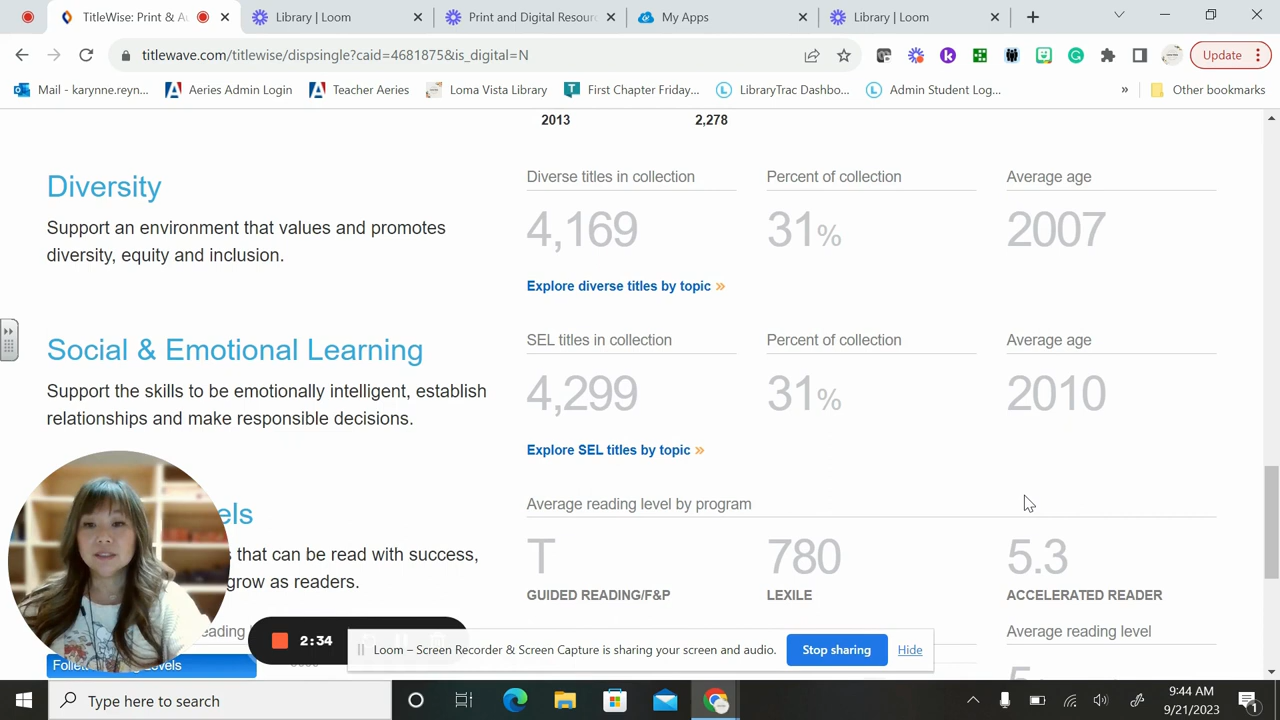 TitleWise: Print & Au
Library | Loom
Print and Digital Resour
My Apps
Library | Loom
titlewave.com/titlewise/dispsingle?caid=4681875&is_digital=N
Update
Mail - karynne.reyn...
Aeries Admin Login
Teacher Aeries
Loma Vista Library
First Chapter Friday...
LibraryTrac Dashbo...
Admin Student Log...
»
Other bookmarks
2013 2,278
Diversity
Support an environment that values and promotes
diversity, equity and inclusion.
Diverse titles in collection
4,169
Percent of collection
31%
Average age
2007
Explore diverse titles by topic »
Social & Emotional Learning
Support the skills to be emotionally intelligent, establish
relationships and make responsible decisions.
SEL titles in collection
4,299
Percent of collection
31%
Average age
2010
Explore SEL titles by topic »
els
that can be read with success,
grow as readers.
Average reading level by program
T
GUIDED READING/F&P
780
LEXILE
5.3
ACCELERATED READER
Average reading level
2:34
Loom – Screen Recorder & Screen Capture is sharing your screen and audio.
Stop sharing
Hide
Type here to search
9:44 AM
9/21/2023
1